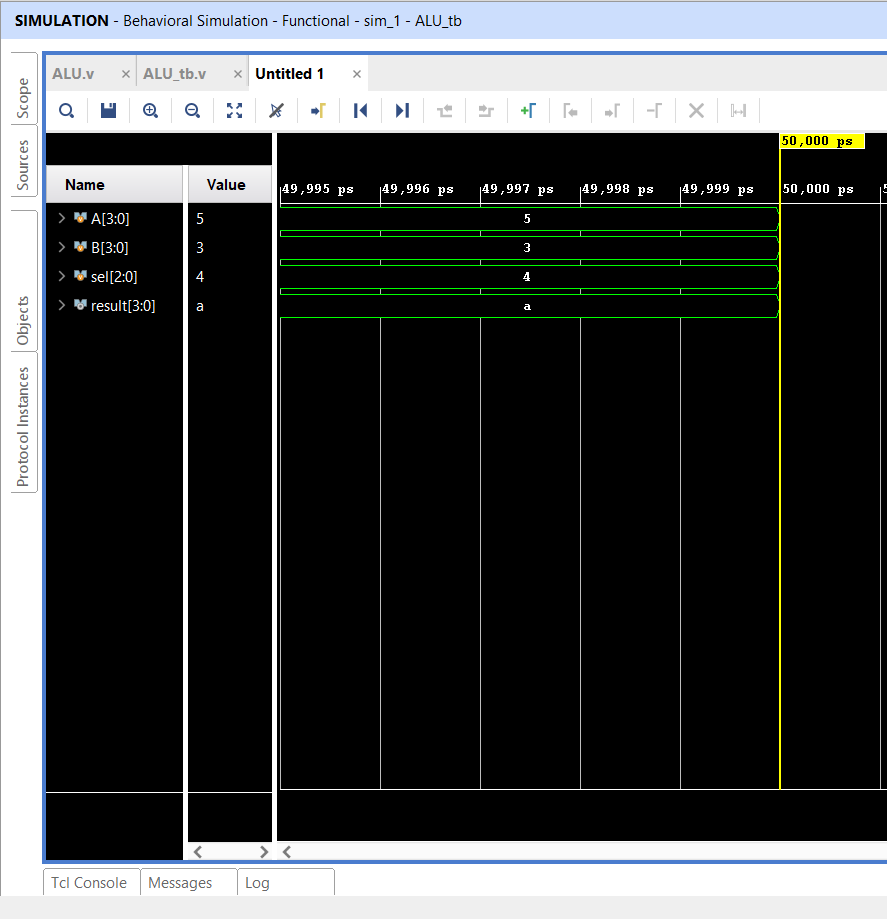 SIMULATION - Behavioral Simulation - Functional - sim_1 - ALU_tb
Scope
Sources
Objects
Protocol Instances
ALU.v × ALU_tb.v × Untitled 1 ×
50,000 ps
Name Value
49,995 ps 49,996 ps 49,997 ps 49,998 ps 49,999 ps 50,000 ps
A[3:0] 5 5
B[3:0] 3 3
sel[2:0] 4 4
result[3:0] a a
Tcl Console Messages Log